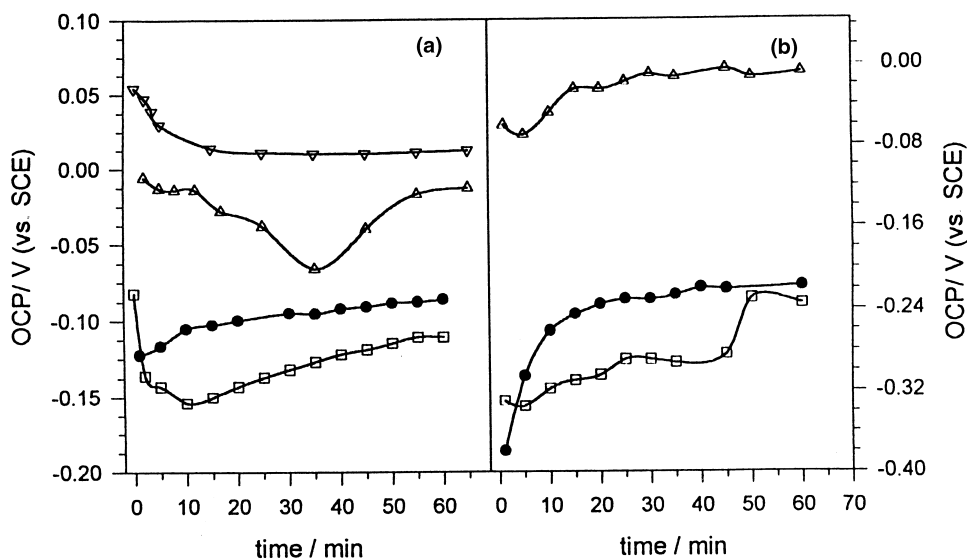 (a)
(b)
OCP/ V (vs. SCE)
0.10
0.05
0.00
-0.05
-0.10
-0.15
-0.20
0 10 20 30 40 50 60
time / min
0 10 20 30 40 50 60 70
time / min
0.00
-0.08
-0.16
-0.24
-0.32
-0.40
OCP/ V (vs. SCE)